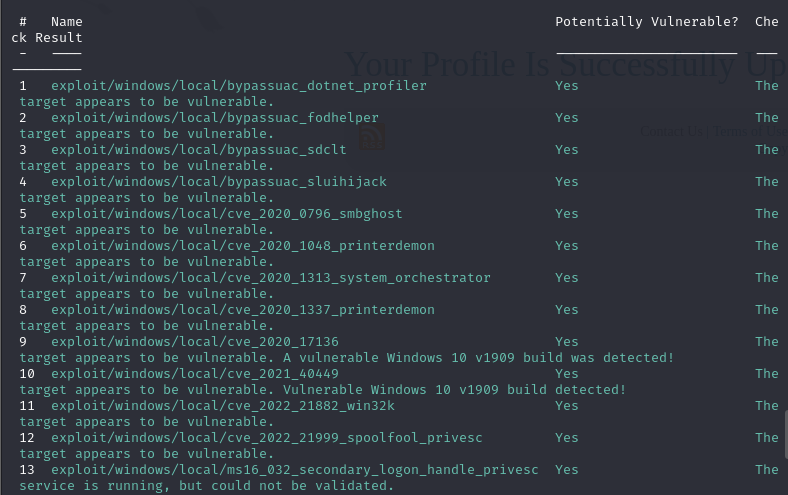 #   Name                                                           Potentially Vulnerable?  Che
ck Result
-   ----                                                           -----------------------  ---
---------
1   exploit/windows/local/bypassuac_dotnet_profiler                Yes                      The
target appears to be vulnerable.
2   exploit/windows/local/bypassuac_fodhelper                      Yes                      The
target appears to be vulnerable.
3   exploit/windows/local/bypassuac_sdclt                          Yes                      The
target appears to be vulnerable.
4   exploit/windows/local/bypassuac_sluihijack                     Yes                      The
target appears to be vulnerable.
5   exploit/windows/local/cve_2020_0796_smbghost                   Yes                      The
target appears to be vulnerable.
6   exploit/windows/local/cve_2020_1048_printerdemon               Yes                      The
target appears to be vulnerable.
7   exploit/windows/local/cve_2020_1313_system_orchestrator        Yes                      The
target appears to be vulnerable.
8   exploit/windows/local/cve_2020_1337_printerdemon               Yes                      The
target appears to be vulnerable.
9   exploit/windows/local/cve_2020_17136                           Yes                      The
target appears to be vulnerable. A vulnerable Windows 10 v1909 build was detected!
10  exploit/windows/local/cve_2021_40449                           Yes                      The
target appears to be vulnerable. Vulnerable Windows 10 v1909 build detected!
11  exploit/windows/local/cve_2022_21882_win32k                    Yes                      The
target appears to be vulnerable.
12  exploit/windows/local/cve_2022_21999_spoolfool_privesc         Yes                      The
target appears to be vulnerable.
13  exploit/windows/local/ms16_032_secondary_logon_handle_privesc  Yes                      The
service is running, but could not be validated.
Your Profile Is Successfully Up
Contact Us | Terms of